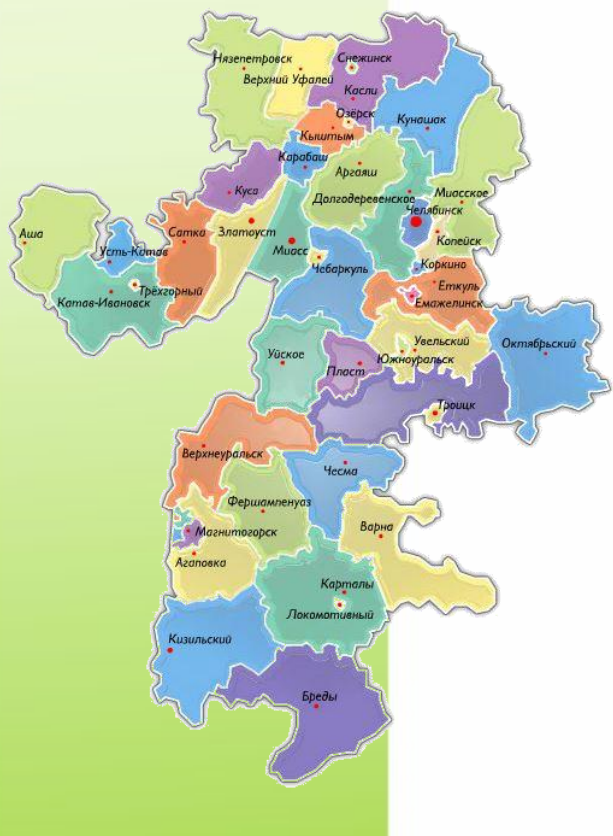 Нязепетровск
Верхний Уфалей
Снежинск
Касли
Озёрск
Кунашак
Кыштым
Карабаш
Аргаяш
Долгодеревенское
Миасское
Куса
Челябинск
Аша
Сатка
Златоуст
Копейск
Усть-Катав
Миасс
Чебаркуль
Коркино
Трёхгорный
Еткуль
Катав-Ивановск
Емажелинск
Увельский
Октябрьский
Уйское
Южноуральск
Пласт
Троицк
Верхнеуральск
Чесма
Фершампенуаз
Варна
Магнитогорск
Агаповка
Карталы
Локомотивный
Кизильский
Бреды